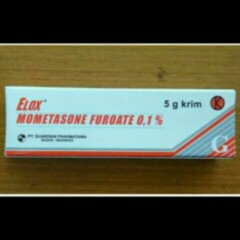 ELOX
5 g krim
K
MOMETASONE FUROATE 0,1 %
PT. GUARDIAN PHARMATAMA
G